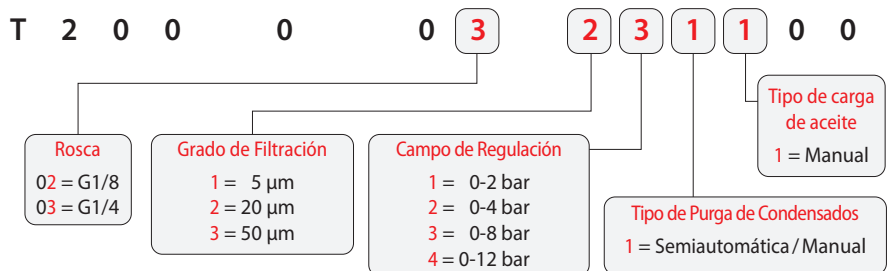 T 2 0 0 0 0 3 2 3 1 1 0 0
Tipo de carga
de aceite
1 = Manual
Rosca
02 = G1/8
03 = G1/4
Grado de Filtración
1 = 5 µm
2 = 20 µm
3 = 50 µm
Campo de Regulación
1 = 0-2 bar
2 = 0-4 bar
3 = 0-8 bar
4 = 0-12 bar
Tipo de Purga de Condensados
1 = Semiautomática / Manual